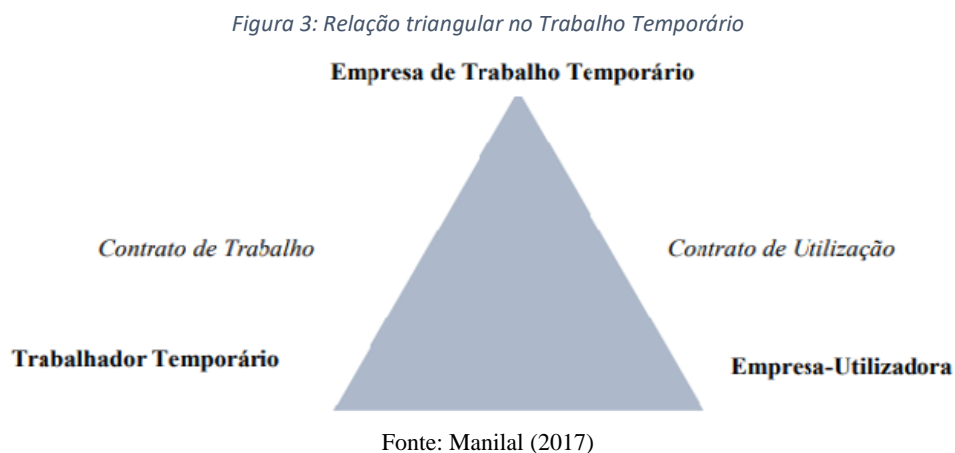 Figura 3: Relação triangular no Trabalho Temporário
Empresa de Trabalho Temporário
Contrato de Trabalho
Contrato de Utilização
Trabalhador Temporário
Empresa-Utilizadora
Fonte: Manilal (2017)